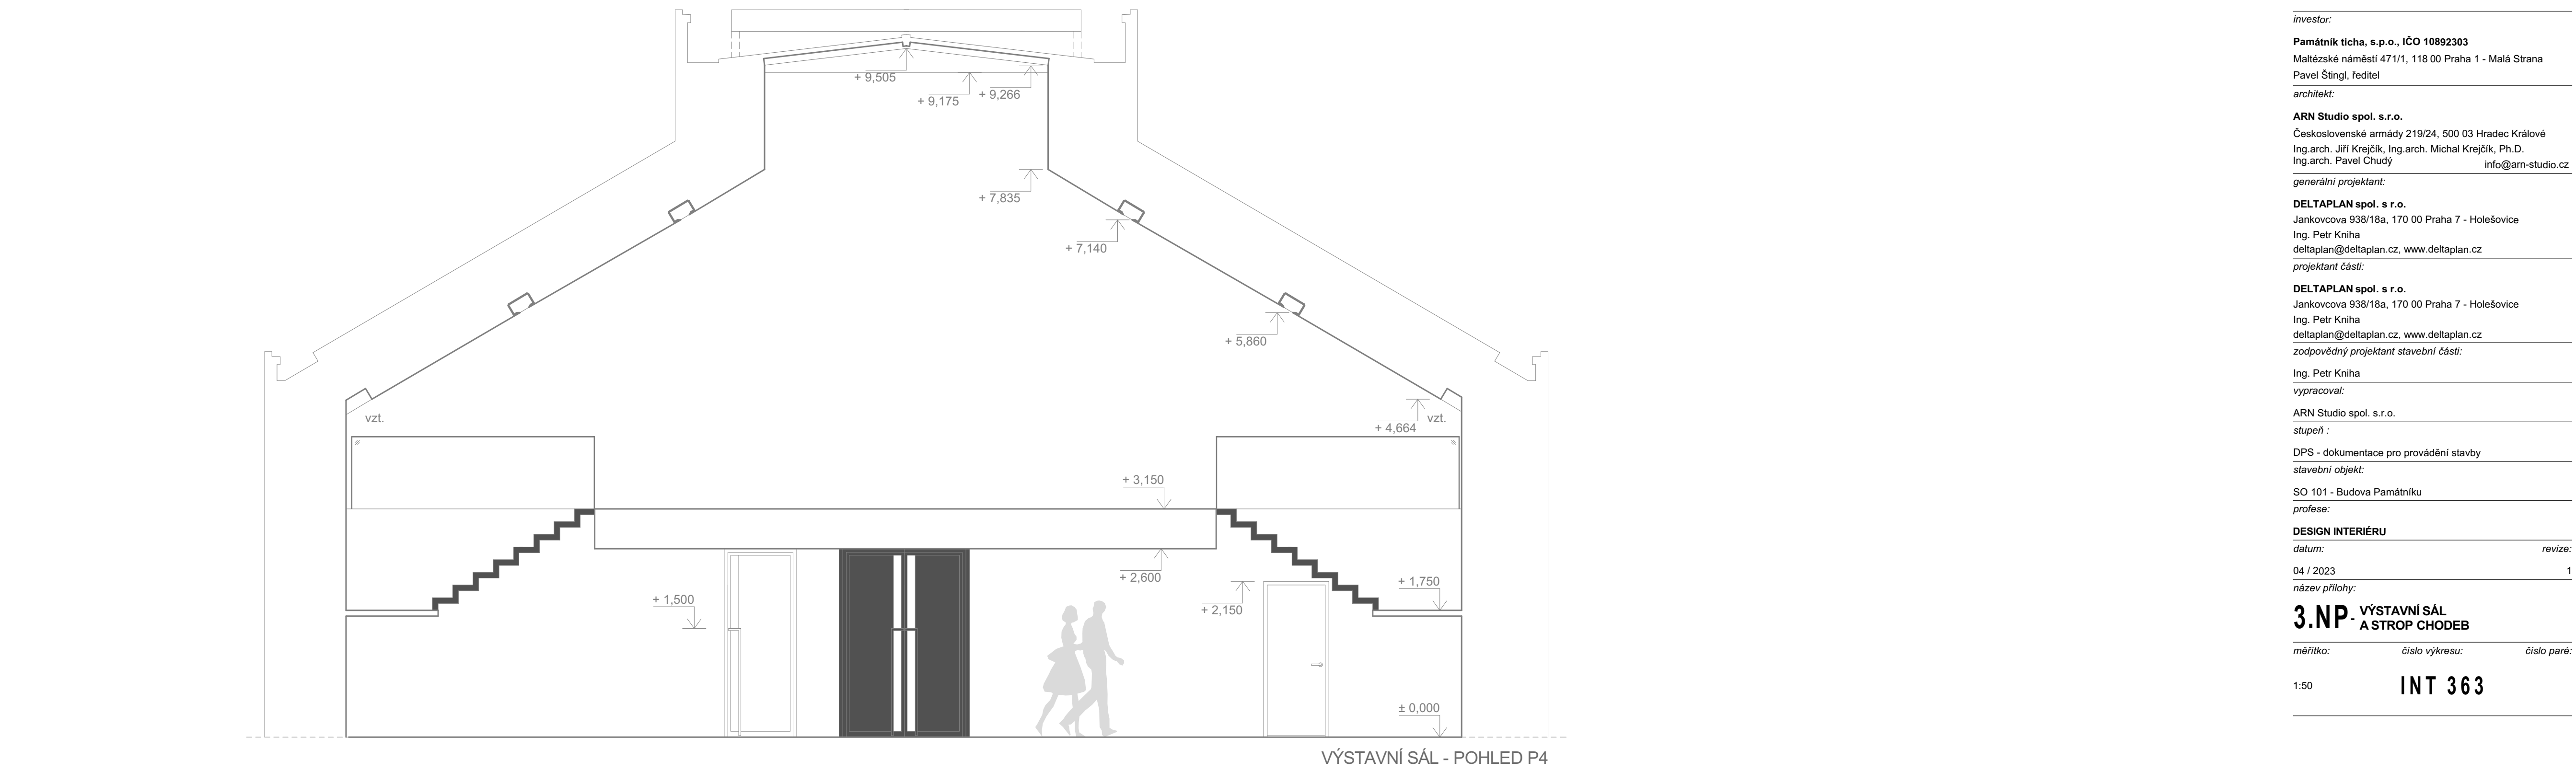 + 9,505
+ 9,175
+ 9,266
+ 7,835
+ 7,140
+ 5,860
vzt.
vzt.
+ 4,664
+ 3,150
+ 2,600
+ 1,750
+ 1,500
+ 2,150
± 0,000
VÝSTAVNÍ SÁL - POHLED P4
investor:
Památník ticha, s.p.o., IČO 10892303
Maltézské náměstí 471/1, 118 00 Praha 1 - Malá Strana
Pavel Štingl, ředitel
architekt:
ARN Studio spol. s.r.o.
Československé armády 219/24, 500 03 Hradec Králové
Ing.arch. Jiří Krejčík, Ing.arch. Michal Krejčík, Ph.D.
Ing.arch. Pavel Chudý info@arn-studio.cz
generální projektant:
DELTAPLAN spol. s r.o.
Jankovcova 938/18a, 170 00 Praha 7 - Holešovice
Ing. Petr Kniha
deltaplan@deltaplan.cz, www.deltaplan.cz
projektant části:
DELTAPLAN spol. s r.o.
Jankovcova 938/18a, 170 00 Praha 7 - Holešovice
Ing. Petr Kniha
deltaplan@deltaplan.cz, www.deltaplan.cz
zodpovědný projektant stavební části:
Ing. Petr Kniha
vypracoval:
ARN Studio spol. s.r.o.
stupeň :
DPS - dokumentace pro provádění stavby
stavební objekt:
SO 101 - Budova Památníku
profese:
DESIGN INTERIÉRU
datum: revize:
04 / 2023 1
název přílohy:
3.NP - VÝSTAVNÍ SÁL
A STROP CHODEB
měřítko: číslo výkresu: číslo paré:
1:50 INT 363